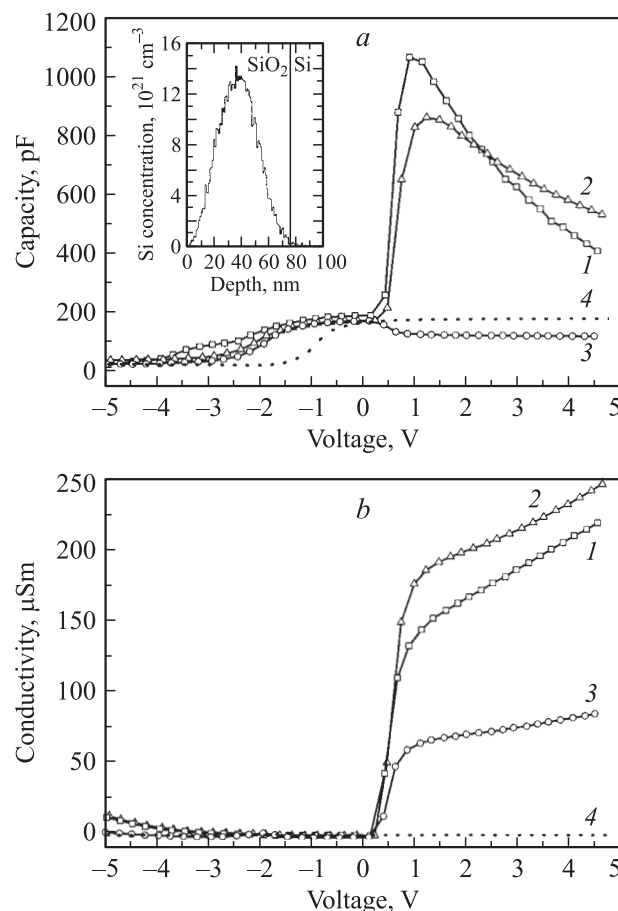 a
1200
1000
800
600
400
200
0
Capacity, pF
16
12
8
4
0
Si concentration, 10²¹ cm⁻³
SiO₂ Si
0 20 40 60 80 100
Depth, nm
2
1
4
3
–5 –4 –3 –2 –1 0 1 2 3 4 5
Voltage, V
b
250
200
150
100
50
0
Conductivity, μSm
2
1
3
4
–5 –4 –3 –2 –1 0 1 2 3 4 5
Voltage, V